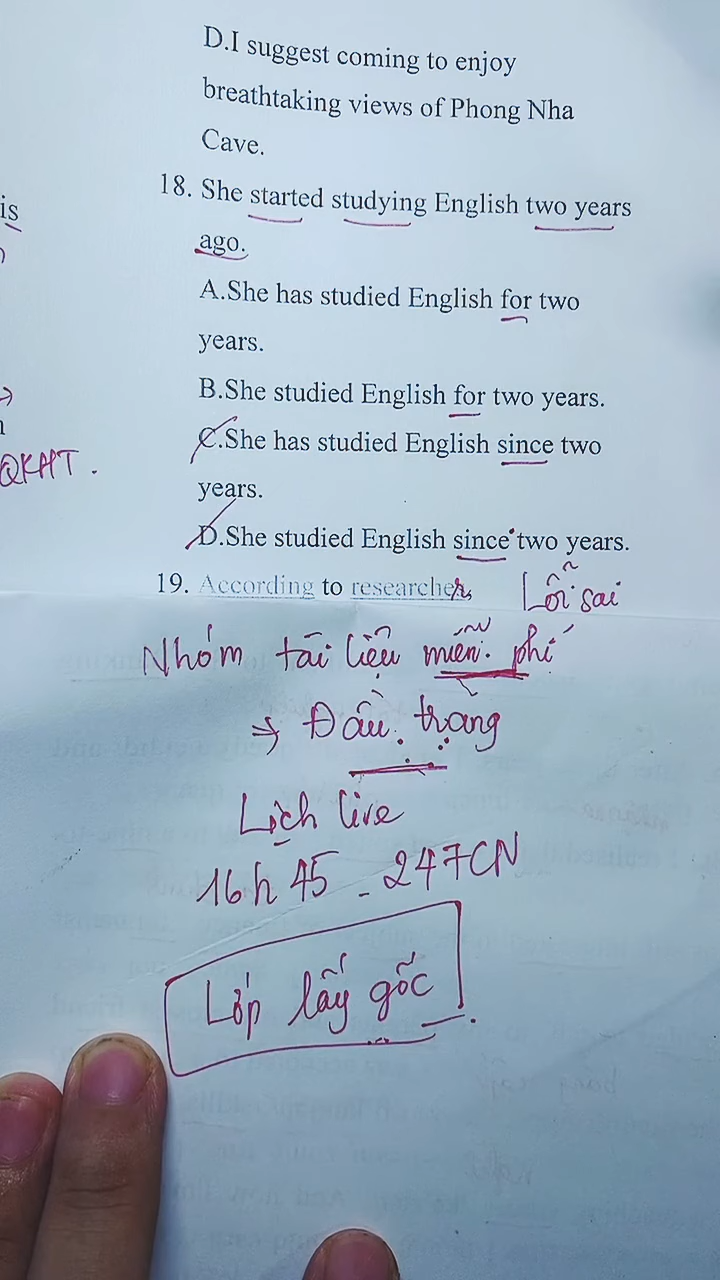 D.I suggest coming to enjoy
breathtaking views of Phong Nha
Cave.
is
18. She started studying English two years
ago.
A.She has studied English for two
years.
B.She studied English for two years.
C.She has studied English since two
years.
QKHT.
D.She studied English since two years.
19. According to researchers
Lỗi sai
Nhóm tài liệu miễn phí
⇒ Đầu trang
Lịch live
16h45 - 247CN
Lớp lấy gốc.